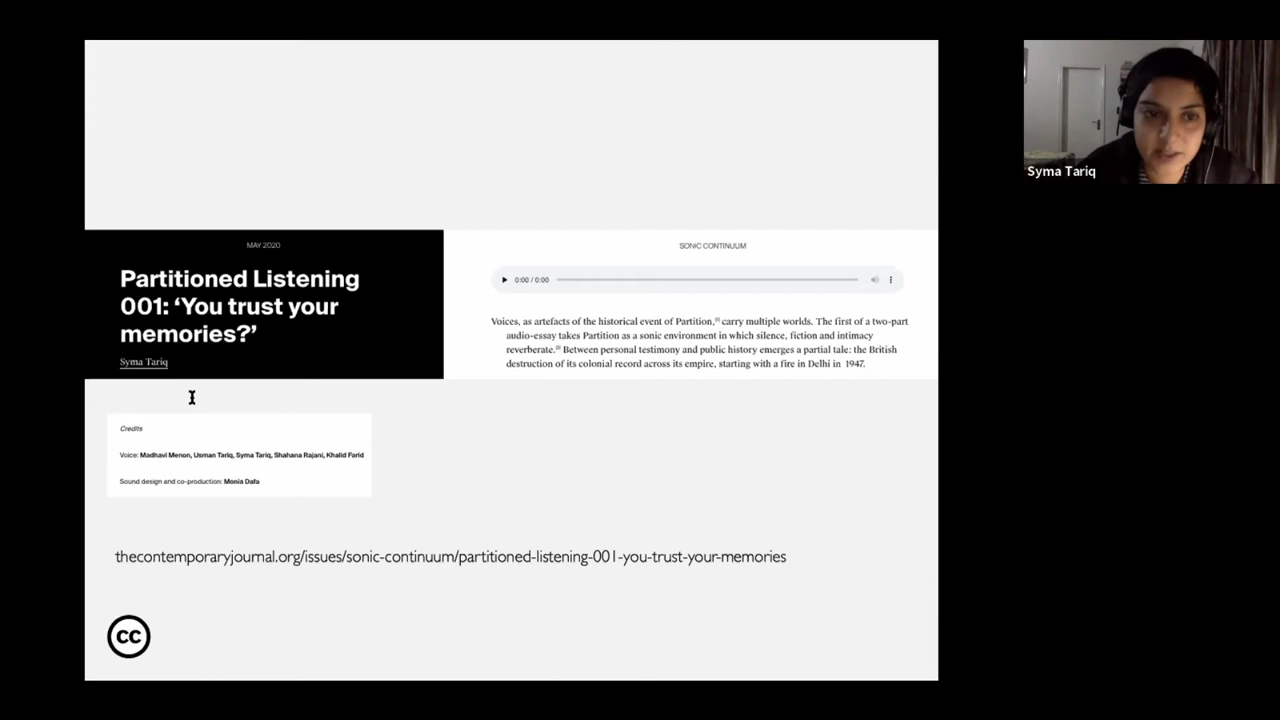 MAY 2020
Partitioned Listening
001: ‘You trust your
memories?’
Syma Tariq
SONIC CONTINUUM
0:00 / 0:00
Voices, as artefacts of the historical event of Partition,[1] carry multiple worlds. The first of a two-part
audio-essay takes Partition as a sonic environment in which silence, fiction and intimacy
reverberate.[2] Between personal testimony and public history emerges a partial tale: the British
destruction of its colonial record across its empire, starting with a fire in Delhi in 1947.
Credits
Voice: Madhavi Menon, Usman Tariq, Syma Tariq, Shahana Rajani, Khalid Farid
Sound design and co-production: Monia Dafa
thecontemporaryjournal.org/issues/sonic-continuum/partitioned-listening-001-you-trust-your-memories
CC
Syma Tariq